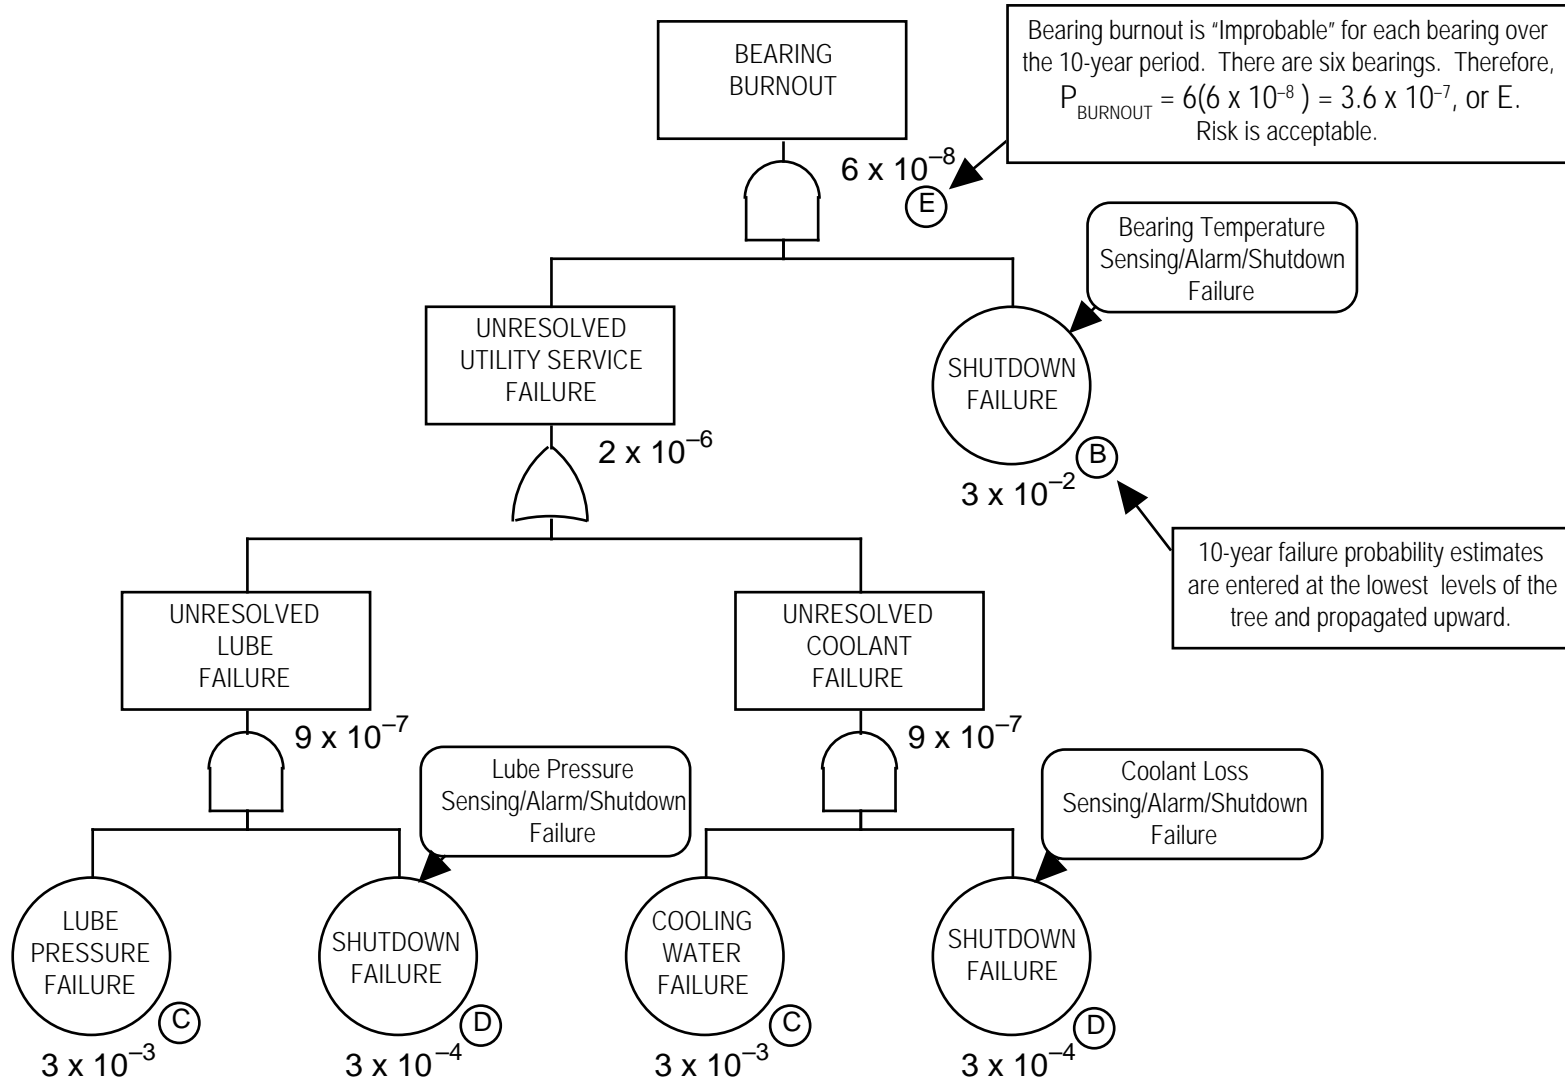 BEARING
BURNOUT
Bearing burnout is "Improbable" for each bearing over
the 10-year period. There are six bearings. Therefore,
P_BURNOUT = 6(6 x 10⁻⁸ ) = 3.6 x 10⁻⁷, or E.
Risk is acceptable.
6 x 10⁻⁸
E
Bearing Temperature
Sensing/Alarm/Shutdown
Failure
UNRESOLVED
UTILITY SERVICE
FAILURE
2 x 10⁻⁶
SHUTDOWN
FAILURE
B
3 x 10⁻²
10-year failure probability estimates
are entered at the lowest levels of the
tree and propagated upward.
UNRESOLVED
LUBE
FAILURE
9 x 10⁻⁷
UNRESOLVED
COOLANT
FAILURE
9 x 10⁻⁷
Lube Pressure
Sensing/Alarm/Shutdown
Failure
Coolant Loss
Sensing/Alarm/Shutdown
Failure
LUBE
PRESSURE
FAILURE
C
3 x 10⁻³
SHUTDOWN
FAILURE
D
3 x 10⁻⁴
COOLING
WATER
FAILURE
C
3 x 10⁻³
SHUTDOWN
FAILURE
D
3 x 10⁻⁴